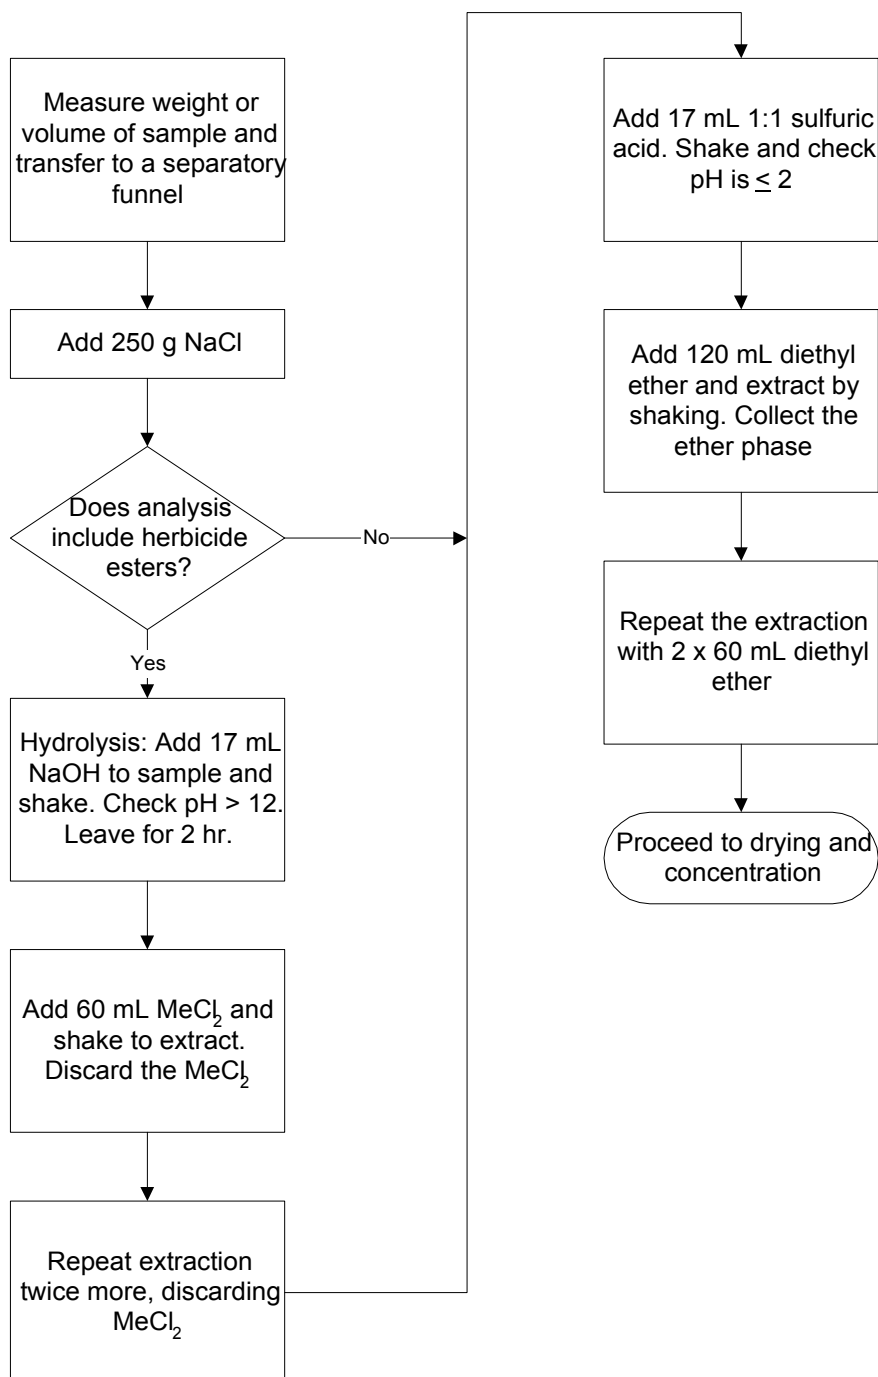 Measure weight or
volume of sample and
transfer to a separatory
funnel
Add 250 g NaCl
Does analysis
include herbicide
esters?
No
Yes
Hydrolysis: Add 17 mL
NaOH to sample and
shake. Check pH > 12.
Leave for 2 hr.
Add 60 mL MeCl₂ and
shake to extract.
Discard the MeCl₂
Repeat extraction
twice more, discarding
MeCl₂
Add 17 mL 1:1 sulfuric
acid. Shake and check
pH is ≤ 2
Add 120 mL diethyl
ether and extract by
shaking. Collect the
ether phase
Repeat the extraction
with 2 x 60 mL diethyl
ether
Proceed to drying and
concentration